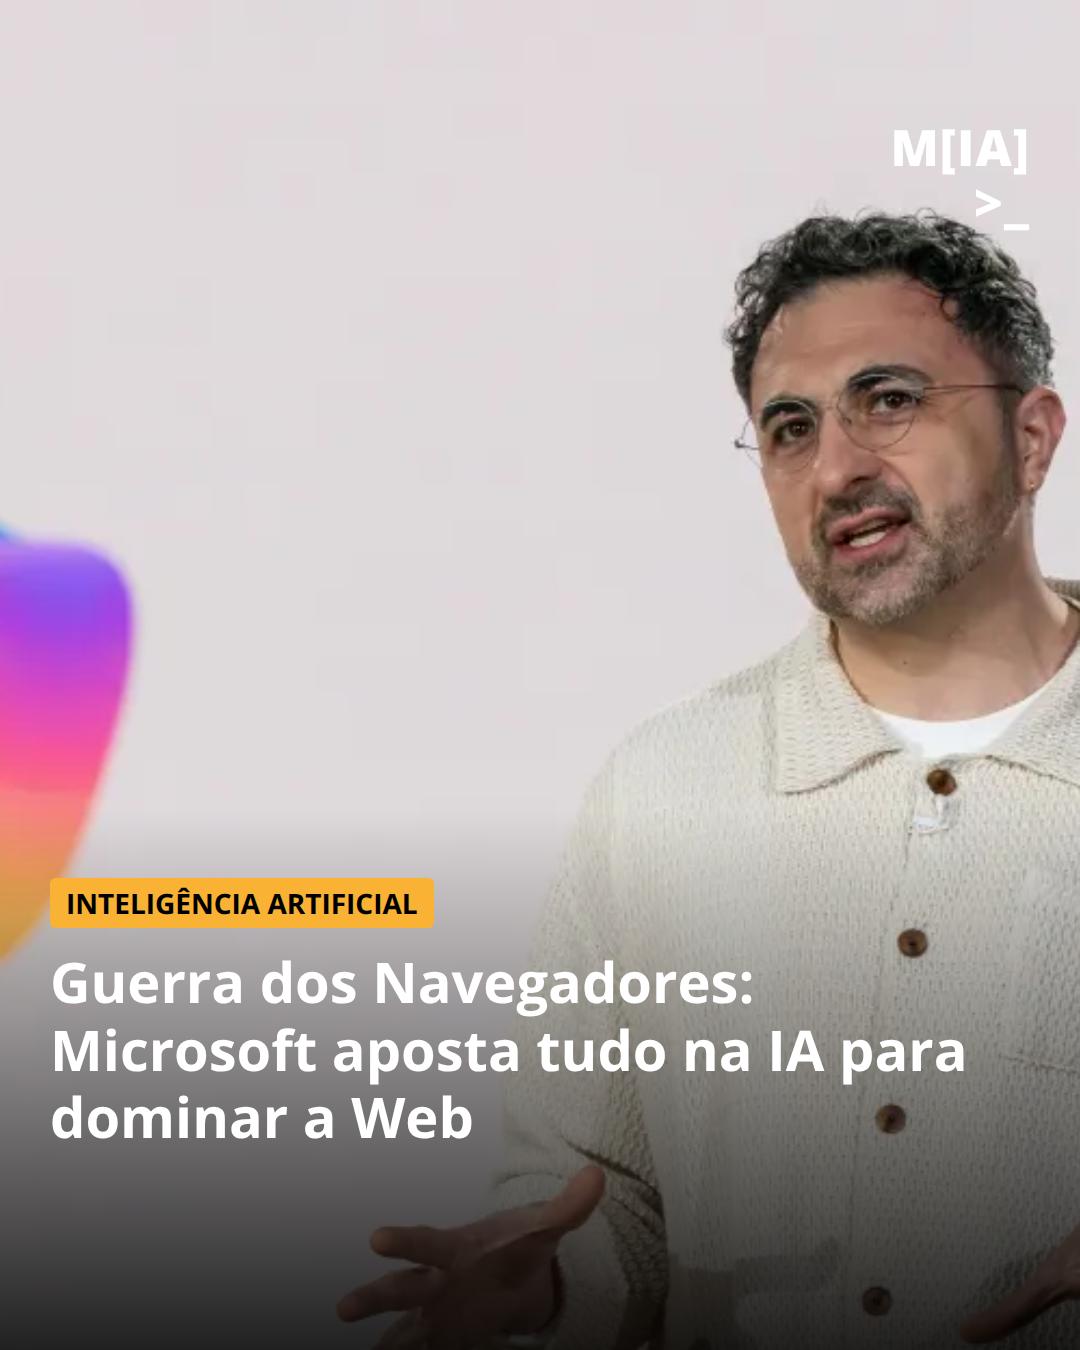 M[IA]
>_
INTELIGÊNCIA ARTIFICIAL
Guerra dos Navegadores:
Microsoft aposta tudo na IA para
dominar a Web